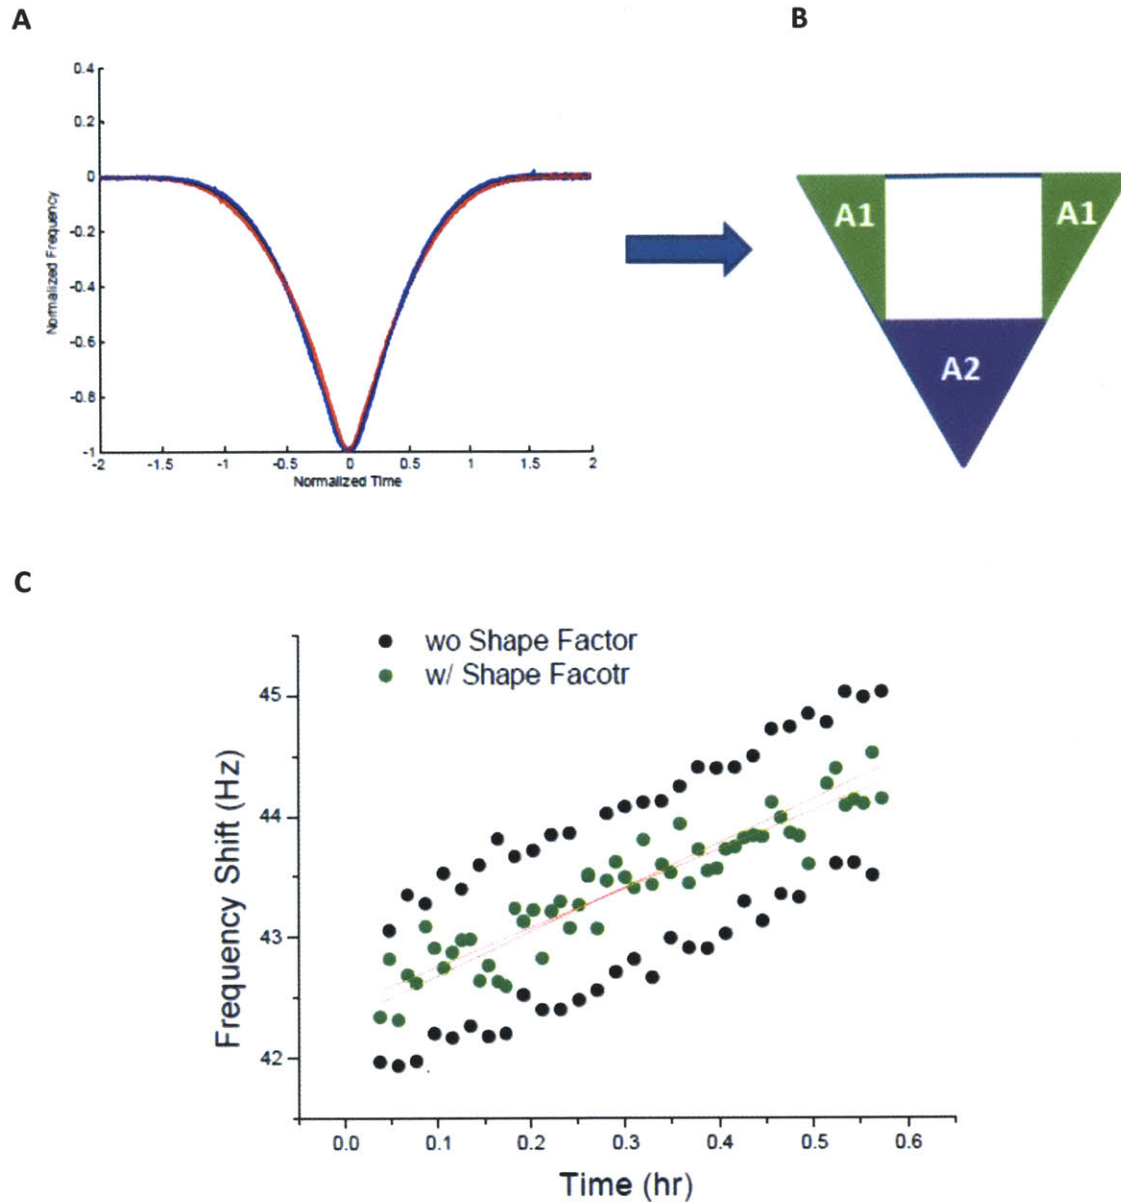 A
B
0.4
0.2
0
-0.2
-0.4
-0.6
-0.8
-1
Normalized Frequency
-2
-1.5
-1
-0.5
0
0.5
1
1.5
2
Normalized Time
A1
A1
A2
C
wo Shape Factor
w/ Shape Facotr
45
44
43
42
Frequency Shift (Hz)
0.0
0.1
0.2
0.3
0.4
0.5
0.6
Time (hr)